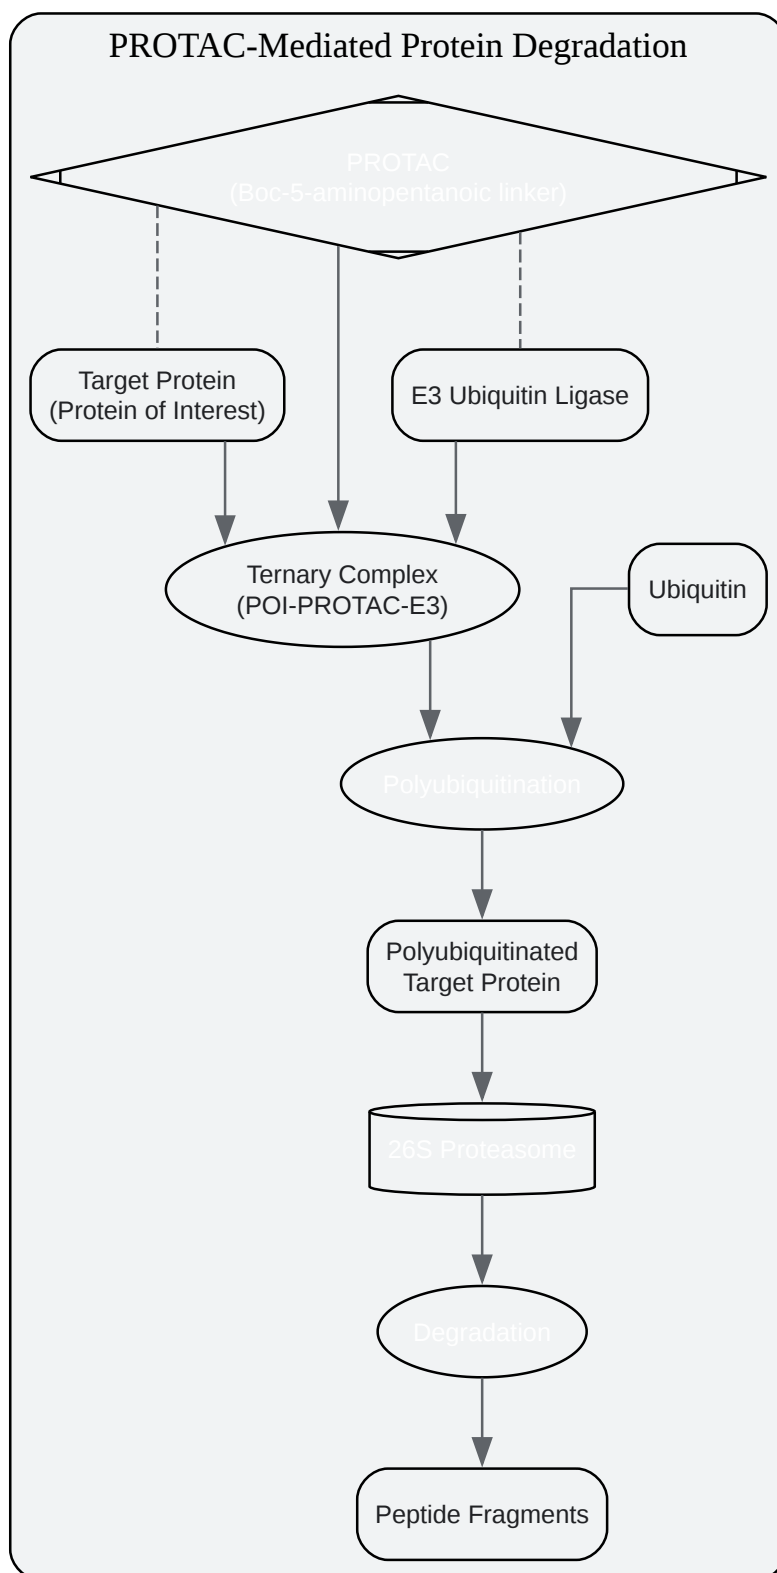 PROTAC-Mediated Protein Degradation
PROTAC
(Boc-5-aminopentanoic linker)
Target Protein
(Protein of Interest)
E3 Ubiquitin Ligase
Ternary Complex
(POI-PROTAC-E3)
Ubiquitin
Polyubiquitination
Polyubiquitinated
Target Protein
26S Proteasome
Degradation
Peptide Fragments